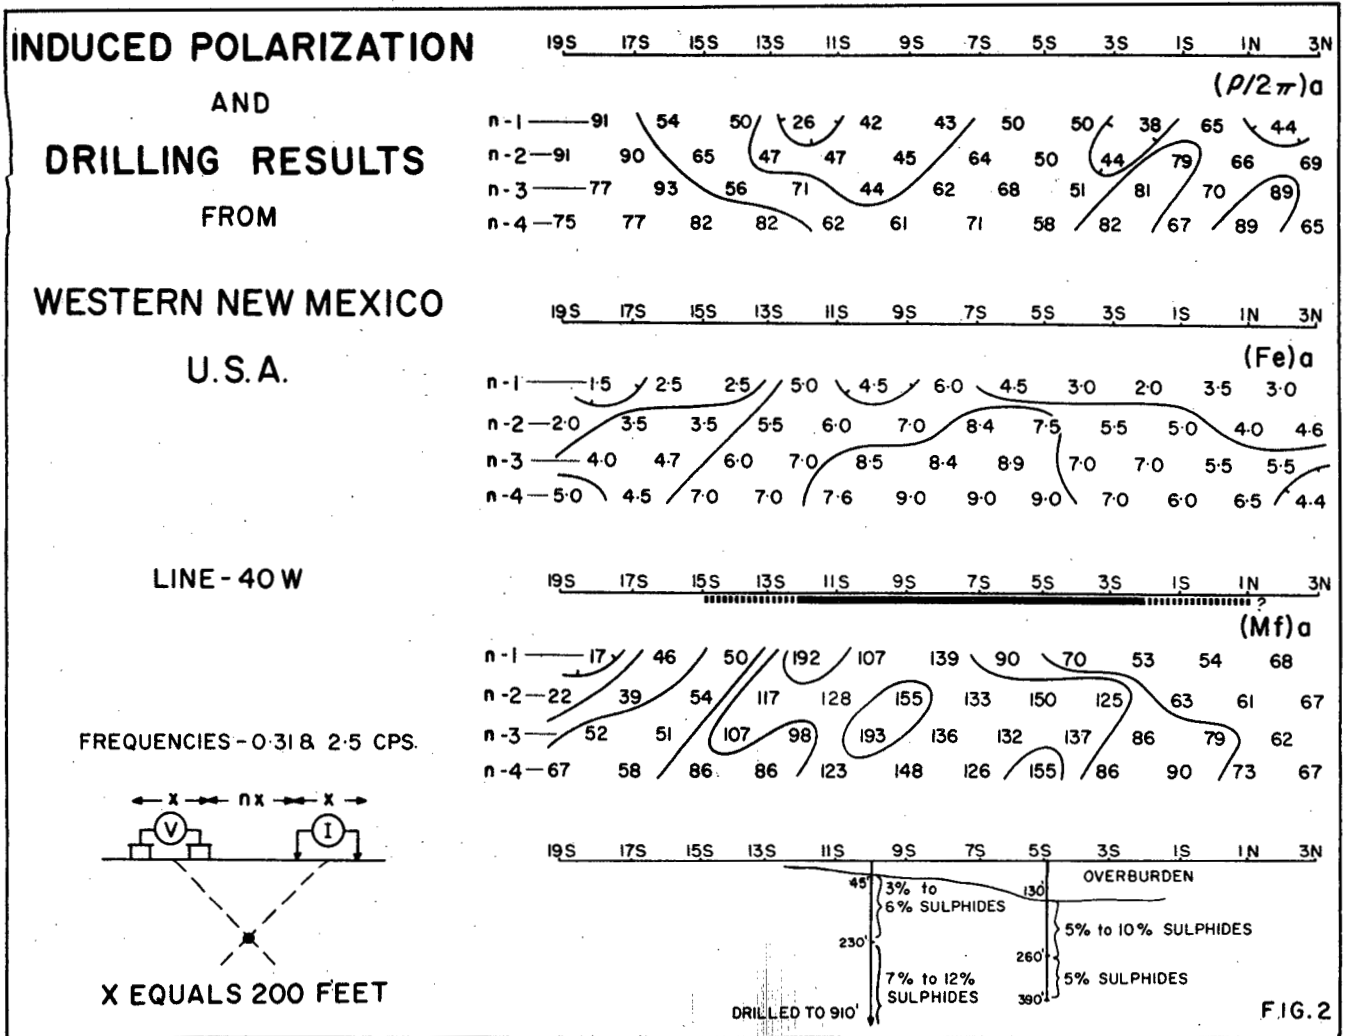 INDUCED POLARIZATION
AND
DRILLING RESULTS
FROM
WESTERN NEW MEXICO
U.S.A.
LINE-40W
FREQUENCIES-0·31 & 2·5 CPS.
x nx x
V I
X EQUALS 200 FEET
19S 17S 15S 13S 11S 9S 7S 5S 3S 1S 1N 3N
(ρ/2π)a
n-1 91 54 50 26 42 43 50 50 38 65 44
n-2 91 90 65 47 47 45 64 50 44 79 66 69
n-3 77 93 56 71 44 62 68 51 81 70 89
n-4 75 77 82 82 62 61 71 58 82 67 89 65
19S 17S 15S 13S 11S 9S 7S 5S 3S 1S 1N 3N
(Fe)a
n-1 1·5 2·5 2·5 5·0 4·5 6·0 4·5 3·0 2·0 3·5 3·0
n-2 2·0 3·5 3·5 5·5 6·0 7·0 8·4 7·5 5·5 5·0 4·0 4·6
n-3 4·0 4·7 6·0 7·0 8·5 8·4 8·9 7·0 7·0 5·5 5·5
n-4 5·0 4·5 7·0 7·0 7·6 9·0 9·0 9·0 7·0 6·0 6·5 4·4
19S 17S 15S 13S 11S 9S 7S 5S 3S 1S 1N 3N
?
(Mf)a
n-1 17 46 50 192 107 139 90 70 53 54 68
n-2 22 39 54 117 128 155 133 150 125 63 61 67
n-3 52 51 107 98 193 136 132 137 86 79 62
n-4 67 58 86 86 123 148 126 155 86 90 73 67
19S 17S 15S 13S 11S 9S 7S 5S 3S 1S 1N 3N
OVERBURDEN
45' 3% to 130'
6% SULPHIDES
5% to 10% SULPHIDES
230' 260'
7% to 12% 5% SULPHIDES
SULPHIDES 390'
DRILLED TO 910'
FIG. 2